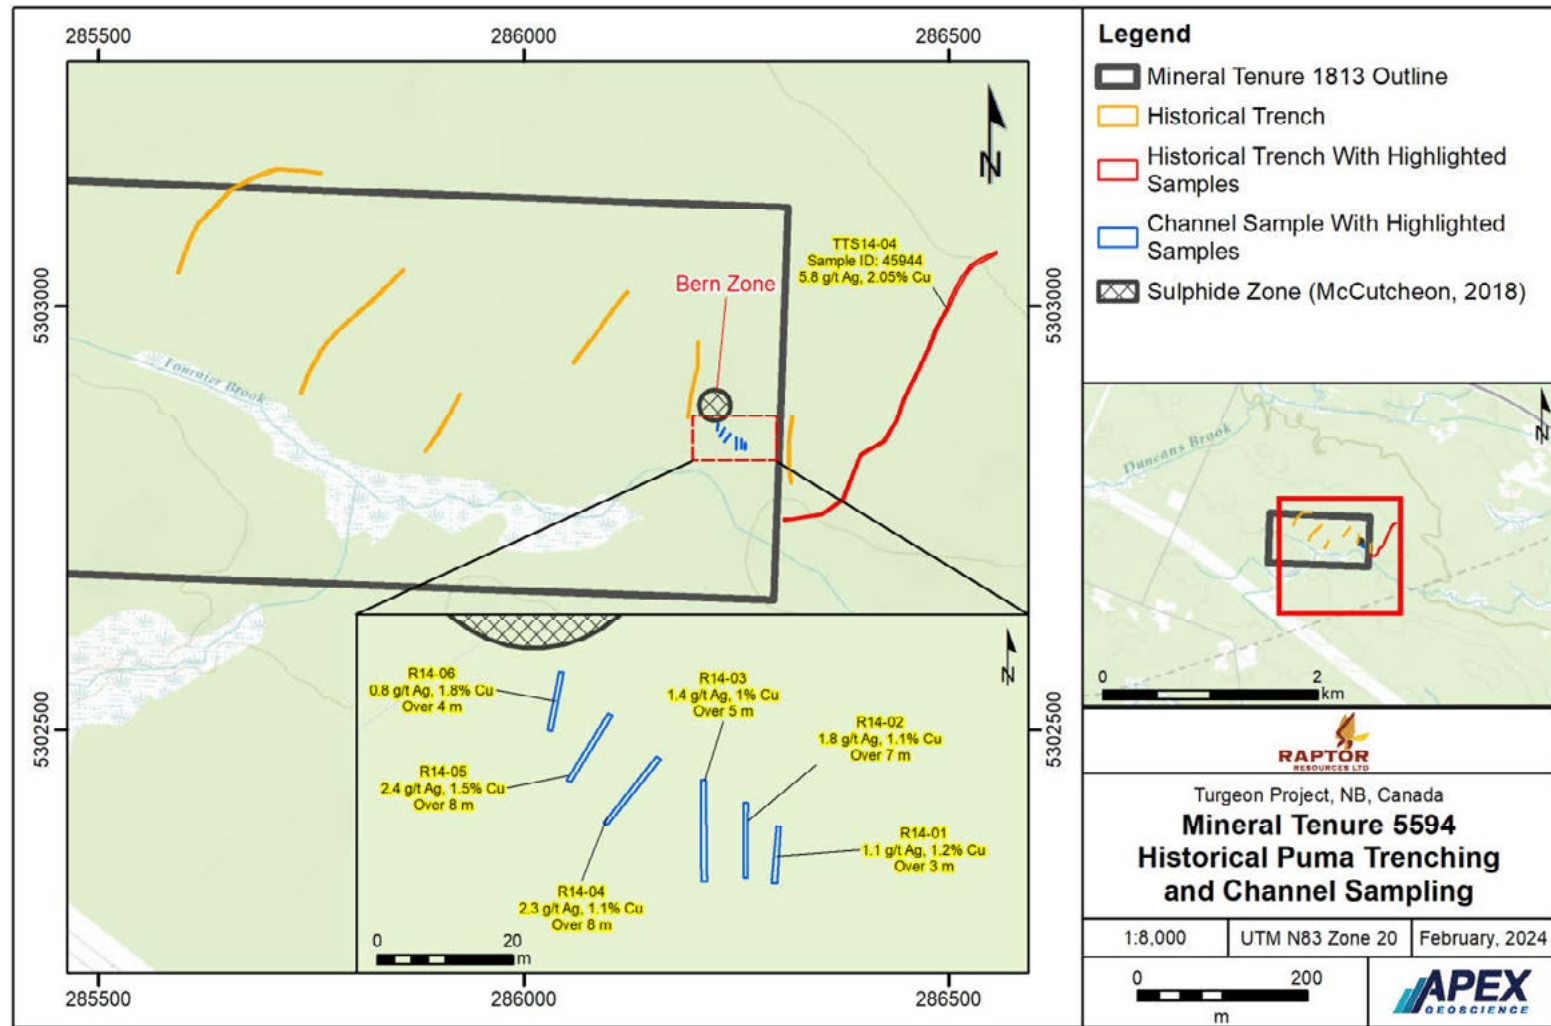 285500
286000
286500
5303000
5302500
5303000
5302500
285500
286000
286500
N
Bern Zone
TTS14-04
Sample ID: 45944
5.8 g/t Ag, 2.05% Cu
Fournier Brook
N
R14-06
0.8 g/t Ag, 1.8% Cu
Over 4 m
R14-05
2.4 g/t Ag, 1.5% Cu
Over 8 m
R14-04
2.3 g/t Ag, 1.1% Cu
Over 8 m
R14-03
1.4 g/t Ag, 1% Cu
Over 5 m
R14-02
1.8 g/t Ag, 1.1% Cu
Over 7 m
R14-01
1.1 g/t Ag, 1.2% Cu
Over 3 m
0 20
m
Legend
Mineral Tenure 1813 Outline
Historical Trench
Historical Trench With Highlighted
Samples
Channel Sample With Highlighted
Samples
Sulphide Zone (McCutcheon, 2018)
N
Duncans Brook
0 2
km
RAPTOR
RESOURCES LTD
Turgeon Project, NB, Canada
Mineral Tenure 5594
Historical Puma Trenching
and Channel Sampling
1:8,000
UTM N83 Zone 20
February, 2024
0 200
m
APEX
GEOSCIENCE